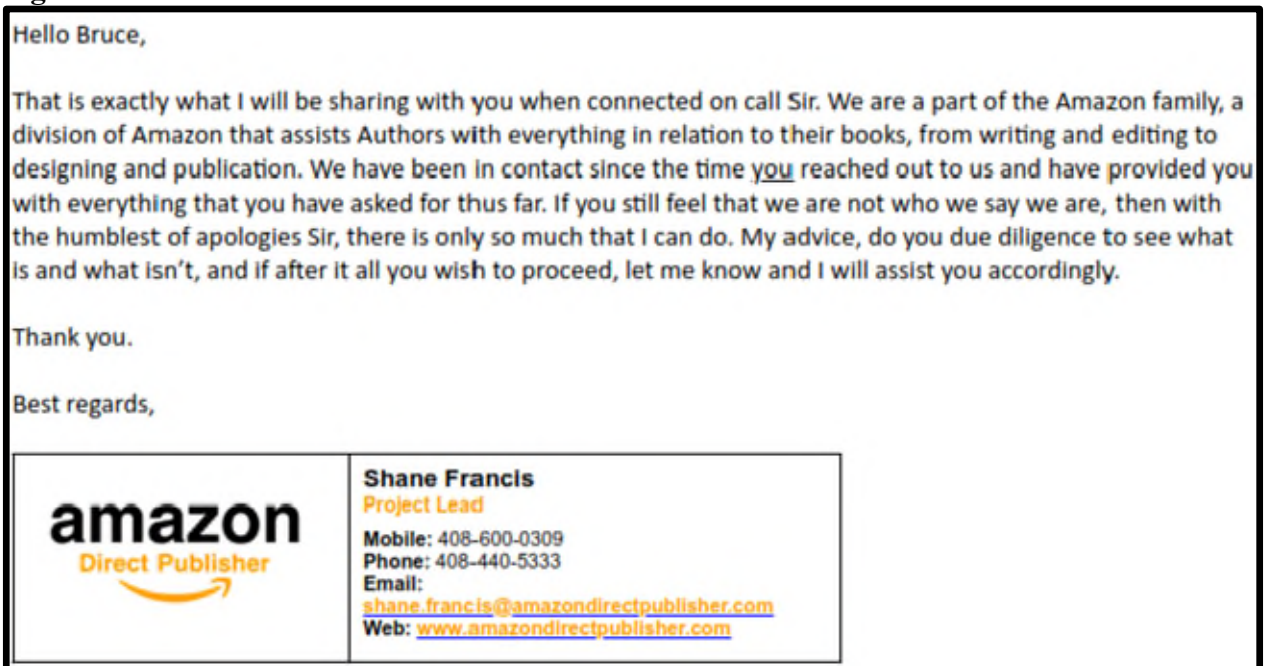 Hello Bruce,
That is exactly what I will be sharing with you when connected on call Sir. We are a part of the Amazon family, a
division of Amazon that assists Authors with everything in relation to their books, from writing and editing to
designing and publication. We have been in contact since the time you reached out to us and have provided you
with everything that you have asked for thus far. If you still feel that we are not who we say we are, then with
the humblest of apologies Sir, there is only so much that I can do. My advice, do you due diligence to see what
is and what isn't, and if after it all you wish to proceed, let me know and I will assist you accordingly.
Thank you.
Best regards,
amazon
Direct Publisher
Shane Francis
Project Lead
Mobile: 408-600-0309
Phone: 408-440-5333
Email:
shane.francis@amazondirectpublisher.com
Web: www.amazondirectpublisher.com